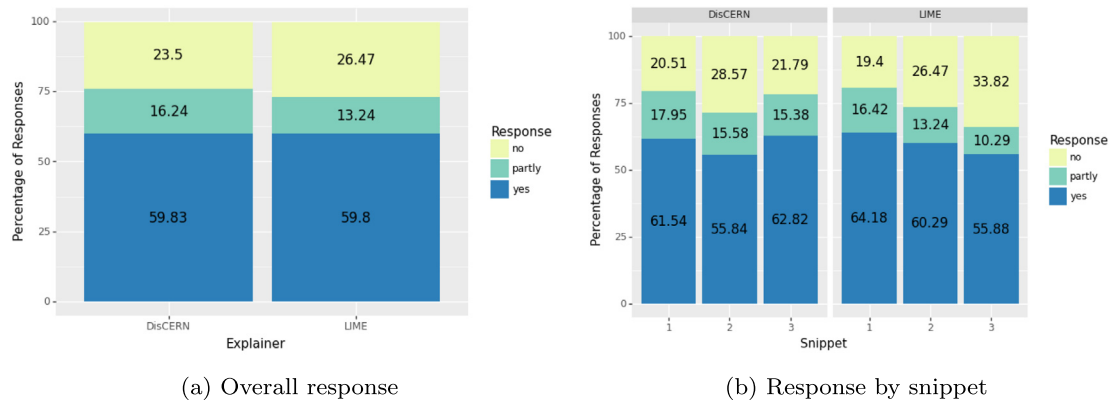 100
75
50
25
0
Percentage of Responses
23.5
26.47
16.24
13.24
59.83
59.8
DisCERN
LIME
Explainer
Response
no
partly
yes
(a) Overall response
DisCERN
LIME
100
75
50
25
0
Percentage of Responses
20.51
28.57
21.79
19.4
26.47
33.82
17.95
15.58
15.38
16.42
13.24
10.29
61.54
55.84
62.82
64.18
60.29
55.88
1
2
3
1
2
3
Snippet
Response
no
partly
yes
(b) Response by snippet